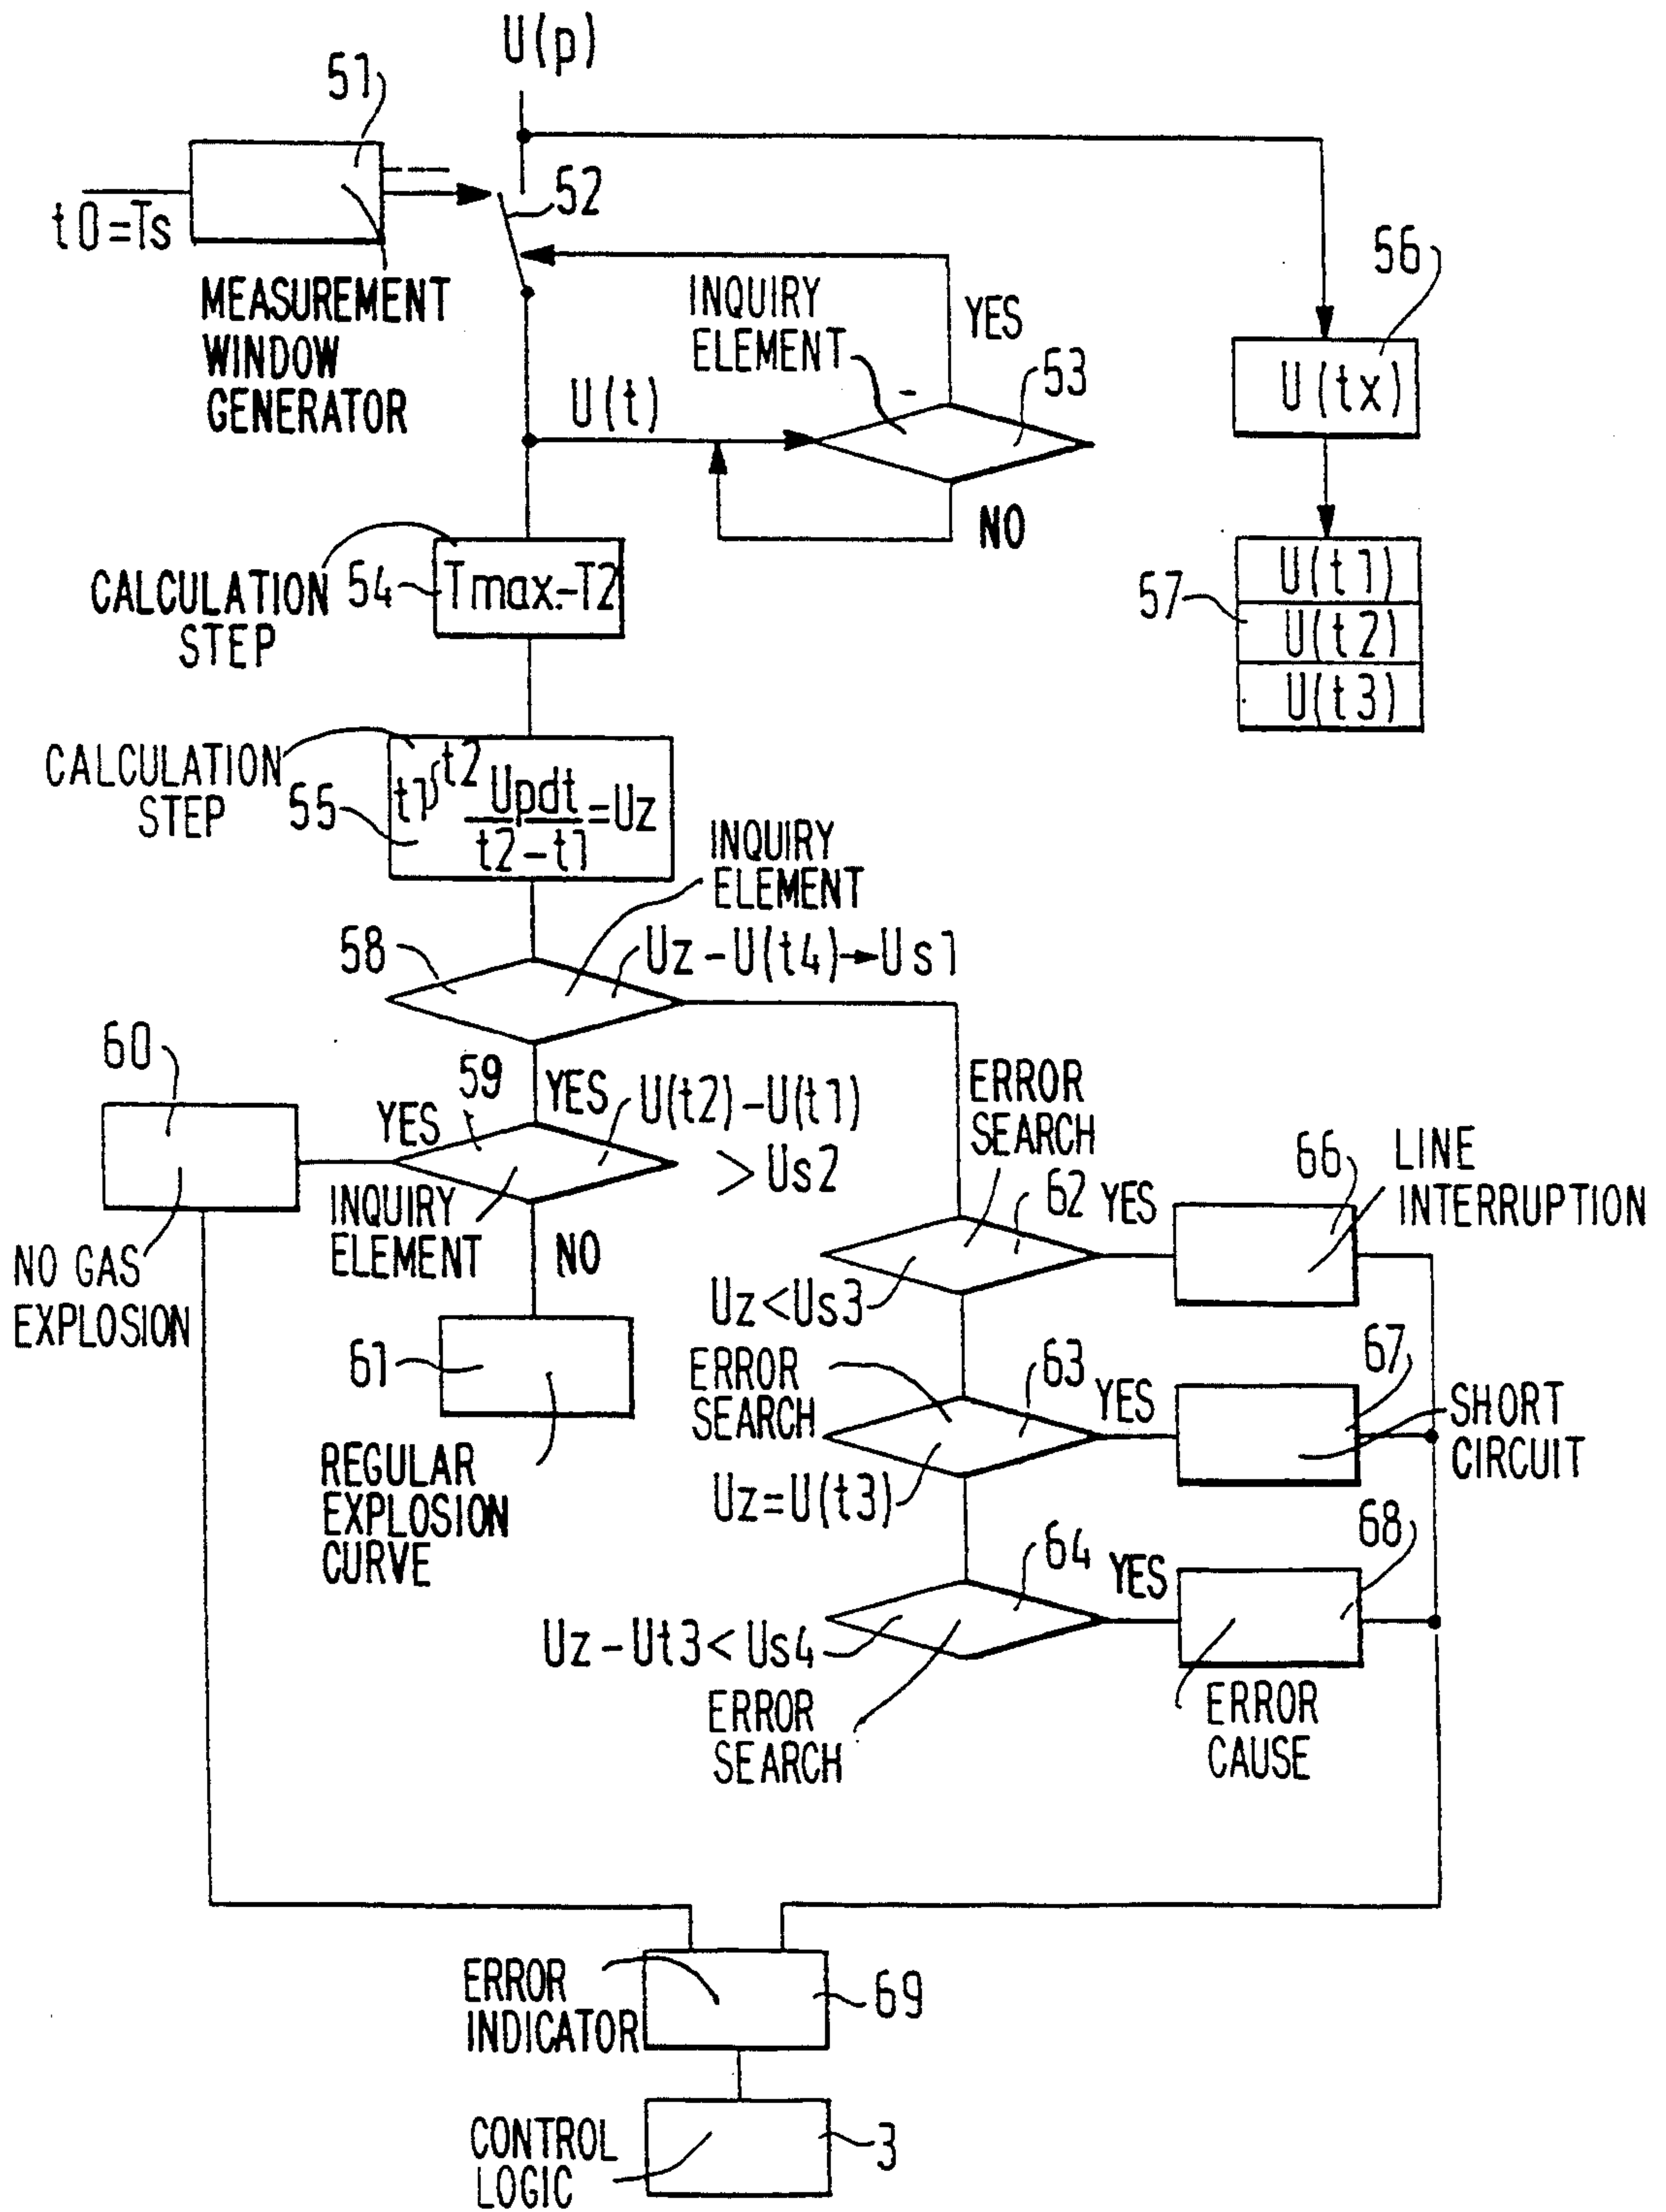 U(p)
51
52
t0=Ts
MEASUREMENT
WINDOW
GENERATOR
INQUIRY
ELEMENT
YES
53
U(t)
NO
56
U(tx)
57
U(t1)
U(t2)
U(t3)
CALCULATION
STEP
54
Tmax.-T2
CALCULATION
STEP
55
t1∫t2 Updt
t2-t1
=Uz
INQUIRY
ELEMENT
58
Uz-U(t4)→Us1
60
59
YES
YES
U(t2)-U(t1)
>Us2
INQUIRY
ELEMENT
NO
NO GAS
EXPLOSION
61
REGULAR
EXPLOSION
CURVE
ERROR
SEARCH
62
YES
66
LINE
INTERRUPTION
Uz<Us3
ERROR
SEARCH
63
YES
67
SHORT
CIRCUIT
Uz=U(t3)
64
YES
68
Uz-Ut3<Us4
ERROR
SEARCH
ERROR
CAUSE
ERROR
INDICATOR
69
CONTROL
LOGIC
3